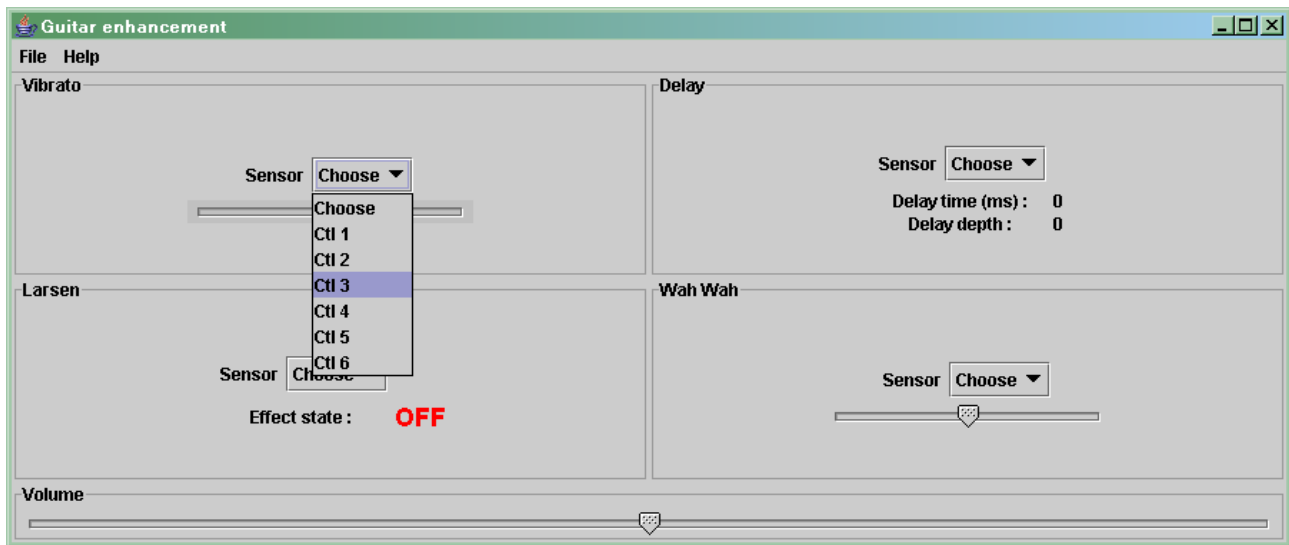 Guitar enhancement
File Help
Vibrato
Sensor Choose
Choose
Ctl 1
Ctl 2
Ctl 3
Ctl 4
Ctl 5
Ctl 6
Delay
Sensor Choose
Delay time (ms) : 0
Delay depth : 0
Larsen
Sensor Choose
Effect state : OFF
Wah Wah
Sensor Choose
Volume